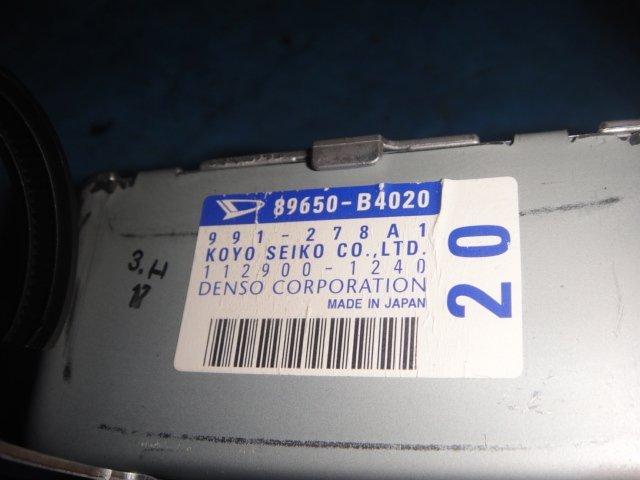 89650-B4020
991-278A1
KOYO SEIKO CO.,LTD.
112900-1240
DENSO CORPORATION
MADE IN JAPAN
20
3.H